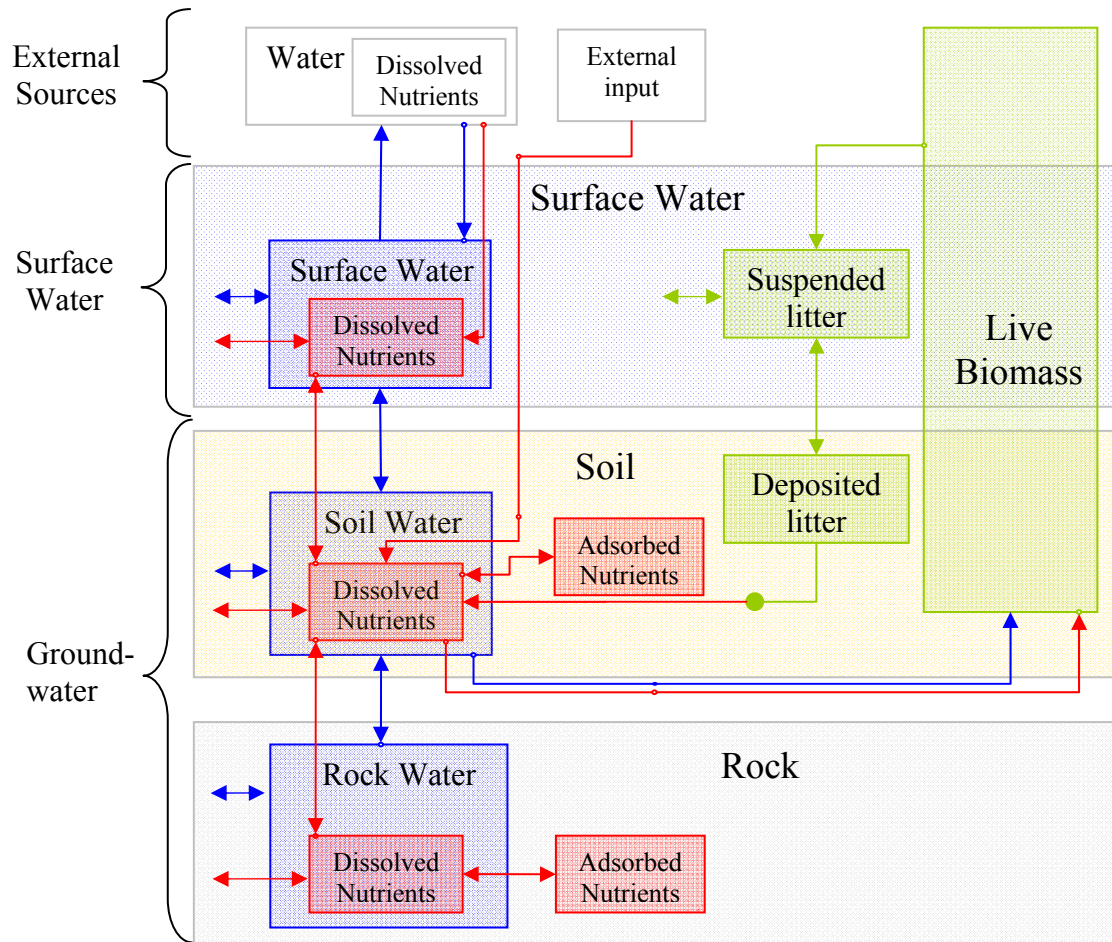 External
Sources
Water
Dissolved
Nutrients
External
input
Surface
Water
Surface Water
Surface Water
Dissolved
Nutrients
Suspended
litter
Live
Biomass
Ground-
water
Soil
Soil Water
Dissolved
Nutrients
Adsorbed
Nutrients
Deposited
litter
Rock
Rock Water
Dissolved
Nutrients
Adsorbed
Nutrients